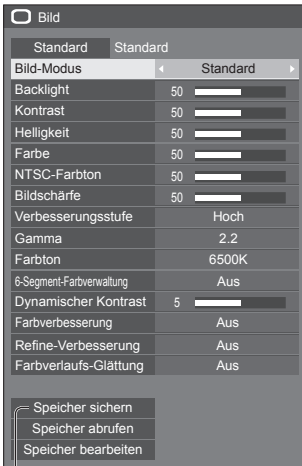 Bild
Standard Standard
Bild-Modus Standard
Backlight 50
Kontrast 50
Helligkeit 50
Farbe 50
NTSC-Farbton 50
Bildschärfe 50
Verbesserungsstufe Hoch
Gamma 2.2
Farbton 6500K
6-Segment-Farbverwaltung Aus
Dynamischer Kontrast 5
Farbverbesserung Aus
Refine-Verbesserung Aus
Farbverlaufs-Glättung Aus
Speicher sichern
Speicher abrufen
Speicher bearbeiten